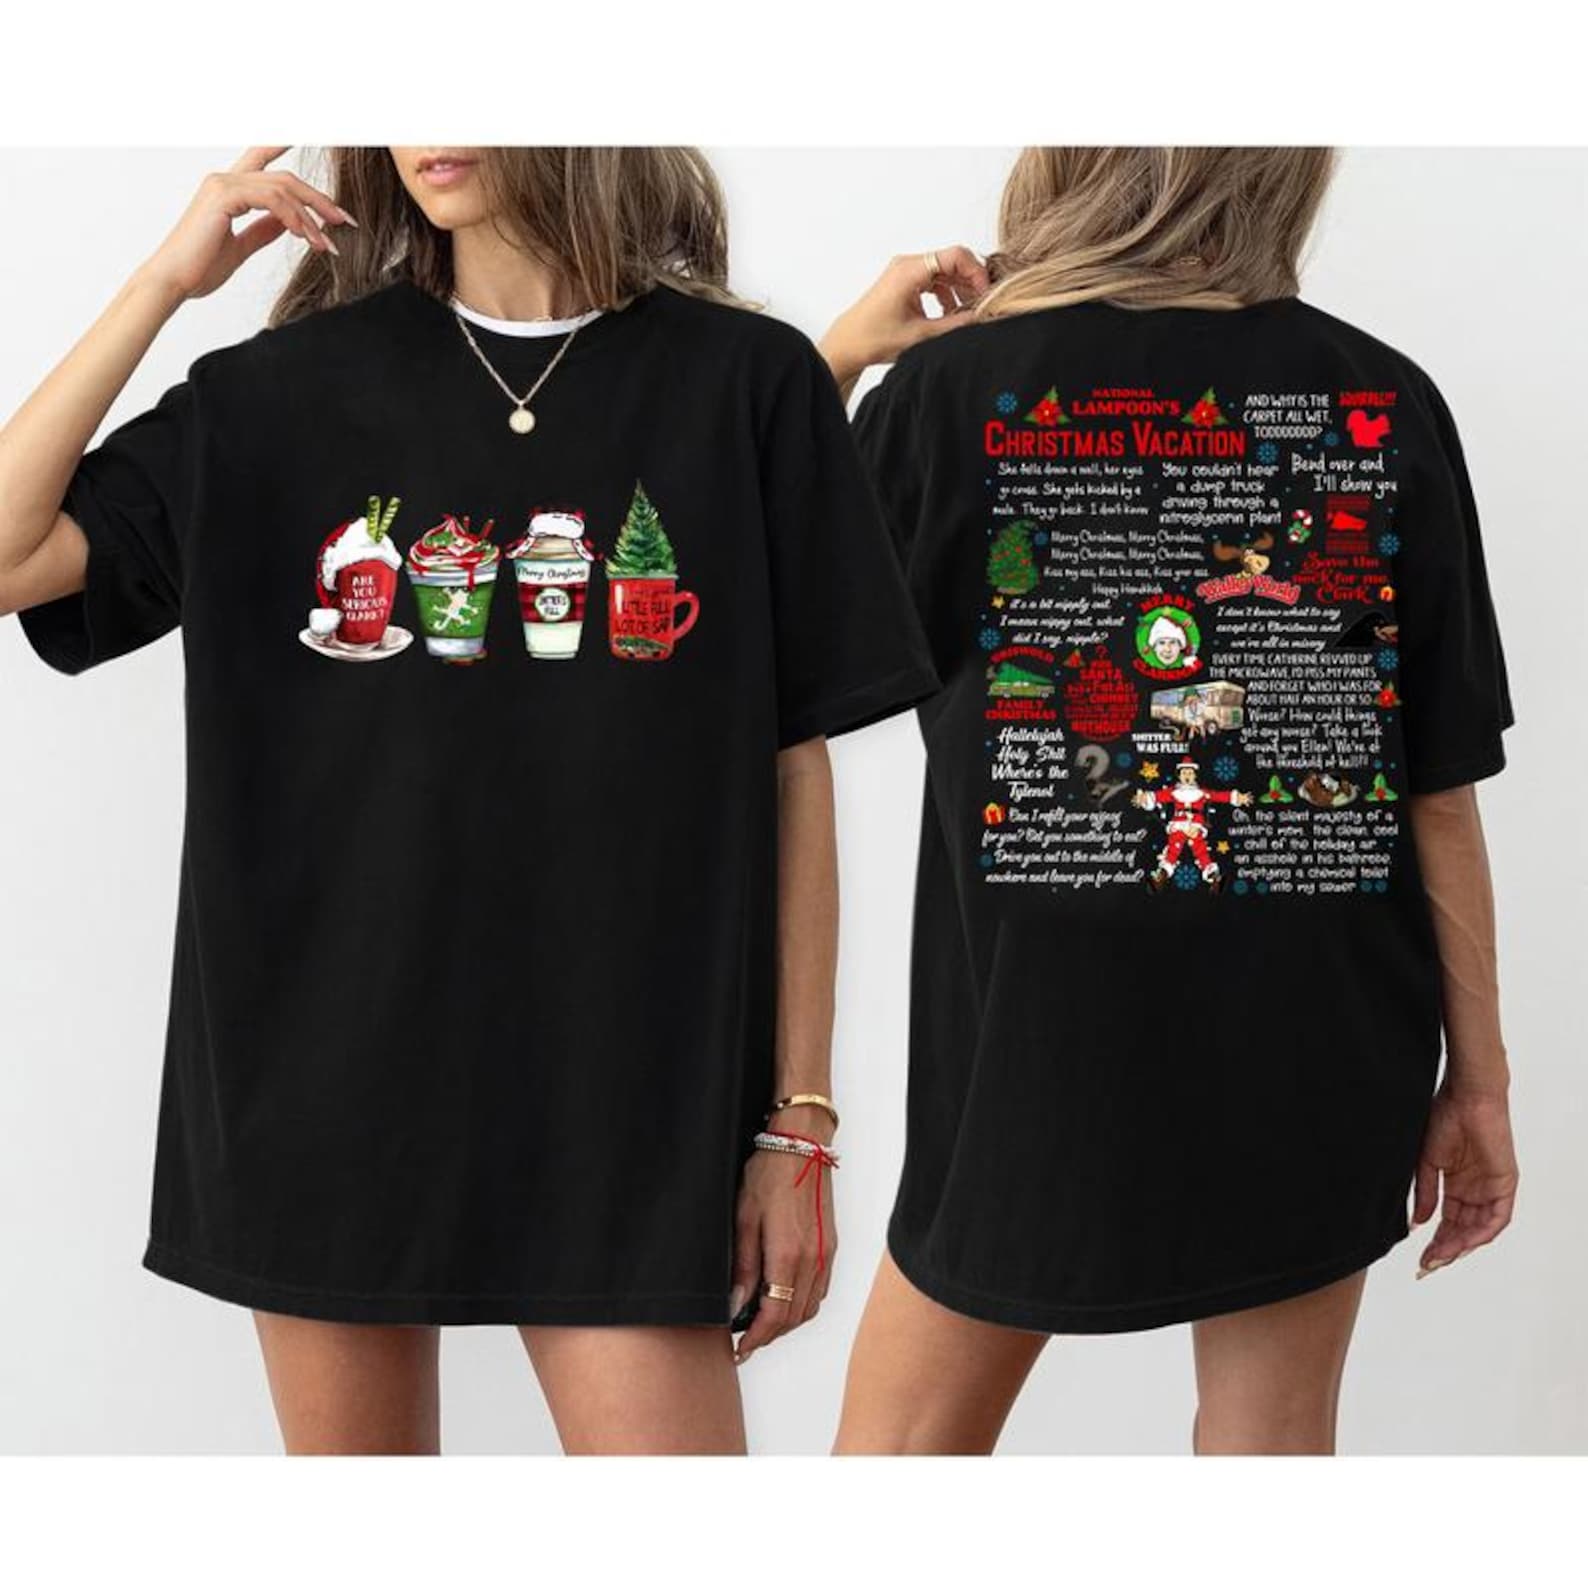 ARE
YOU
SERIOUS
CLARK?
Merry Christmas
SHITTER'S
FULL
LITTLE FULL
LOT OF SAP
NATIONAL
LAMPOON'S
CHRISTMAS VACATION
AND WHY IS THE
CARPET ALL WET,
TODDDDDDD?
SQUIRREL!!!
She falls down a well, her eyes
go cross. She gets kicked by a
mule. They go back. I don't know
You couldn't hear
a dump truck
driving through a
nitroglycerin plant
Bend over and
I'll show you
Merry Christmas, Merry Christmas,
Merry Christmas, Merry Christmas,
Kiss my ass, Kiss his ass, Kiss your ass
Happy Hanukkah
Walley World
Save the
neck for me
Clark
it's a bit nipply out
I mean nippy out, what
did I say, nipple?
MERRY
CLARKMAS
I don't know what to say
except it's Christmas and
we're all in misery
GRISWOLD
FAMILY
CHRISTMAS
SANTA
OUTHOUSE
EVERY TIME CATHERINE REVVED UP
THE MICROWAVE, I'D PISS MY PANTS
AND FORGET WHO I WAS FOR
ABOUT HALF AN HOUR OR SO
SHITTER
WAS FULL!
Worse? How could things
get any worse? Take a look
around you Ellen! We're at
the threshold of hell!!
Hallelujah
Holy Shit
Where's the
Tylenol
Can I refill your eggnog
for you? Get you something to eat?
Drive you out to the middle of
nowhere and leave you for dead?
Oh, the silent majesty of a
winter's morn, the clean, cool
chill of the holiday air
an asshole in his bathrobe,
emptying a chemical toilet
into my sewer